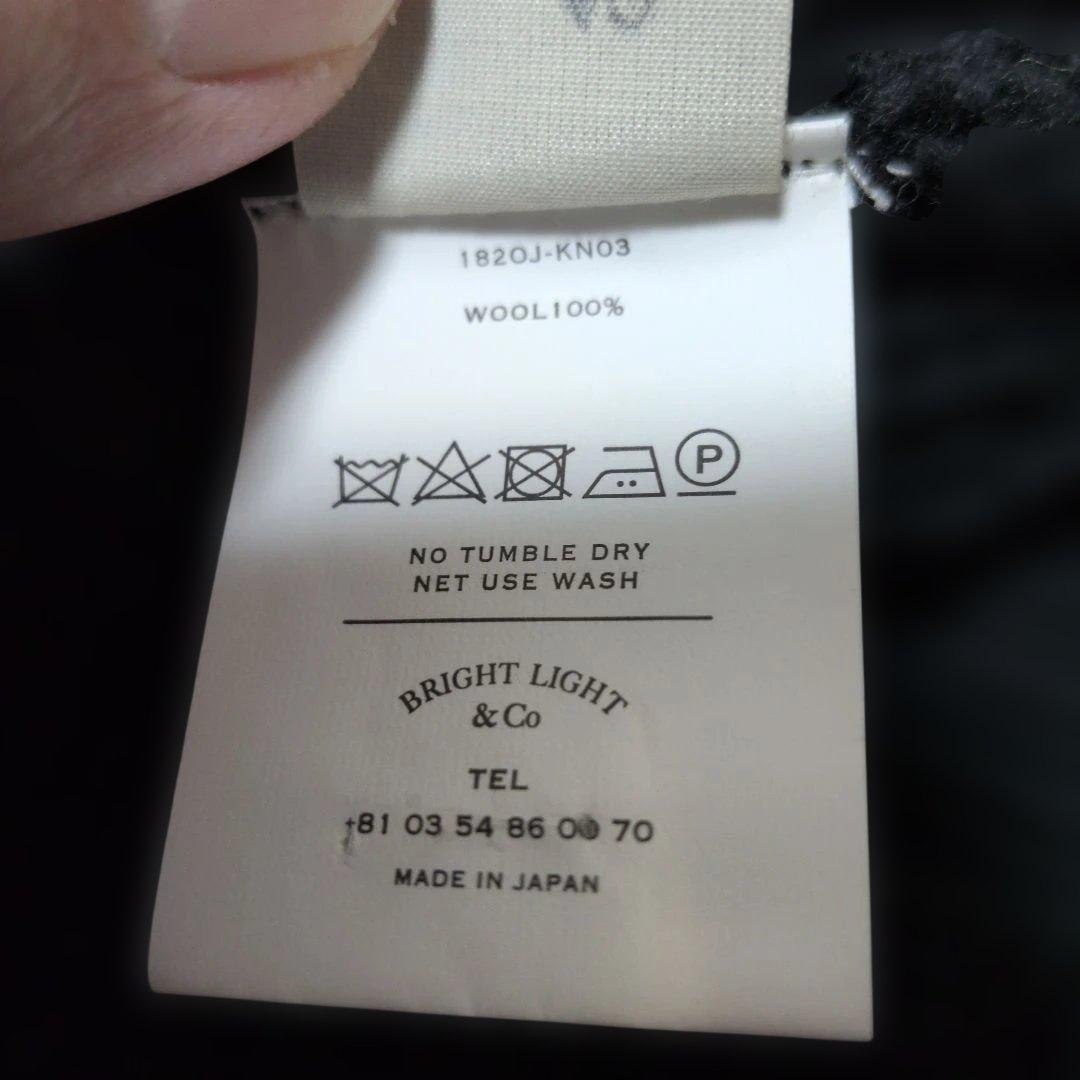 1820J-KN03
WOOL100%
P
NO TUMBLE DRY
NET USE WASH
BRIGHT LIGHT
& Co
TEL
+81 03 54 86 00 70
MADE IN JAPAN